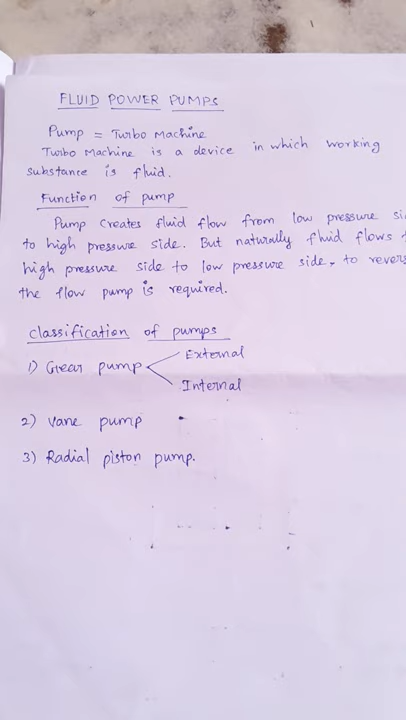 FLUID POWER PUMPS
Pump = Turbo Machine
Turbo Machine is a device in which working
substance is fluid.
Function of pump
Pump creates fluid flow from low pressure
to high pressure side. But naturally fluid flows
high pressure side to low pressure side, to
the flow pump is required.
Classification of pumps
1) Gear pump
External
Internal
2) Vane pump
3) Radial piston pump.